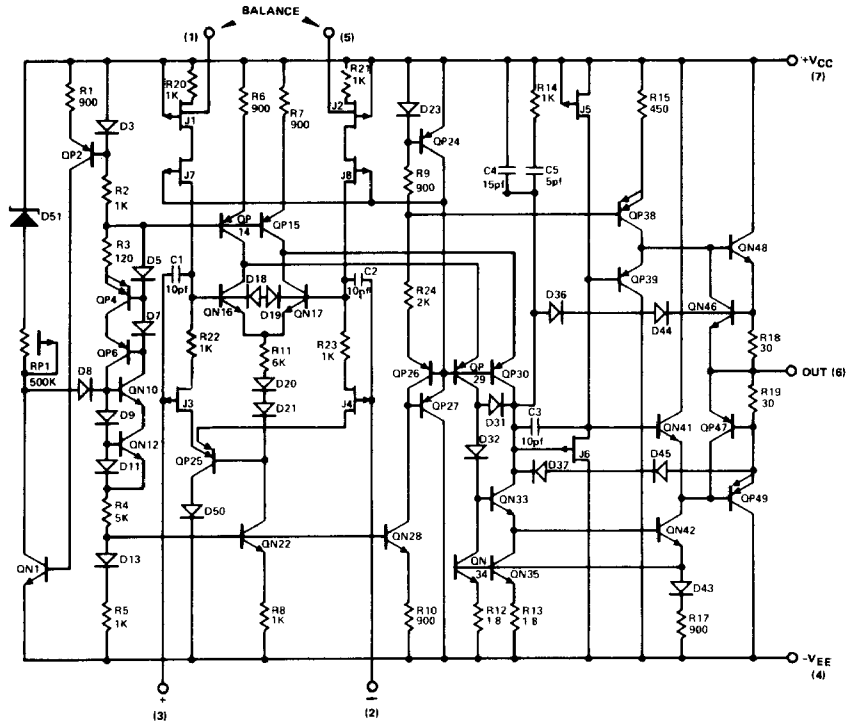 BALANCE
(1)
(5)
+VCC
(7)
R1
900
R20
1K
R6
900
R7
900
R21
1K
J1
J2
D23
R14
1K
J5
R15
450
D3
QP2
QP24
J7
J8
R9
900
C4
15pf
C5
5pf
R2
1K
D51
QP
14
QP15
QP38
R3
120
D5
C1
10pf
C2
10pf
QN48
QP4
D18
D19
QN16
QN17
R24
2K
QP39
D36
QN46
D44
D7
QP6
R22
1K
R11
6K
R23
1K
R18
30
RP1
500K
D8
QN10
D20
QP26
QP
29
QP30
OUT (6)
D9
J3
D21
J4
QP27
D31
C3
10pf
R19
30
QN12
D32
QN41
QP47
D11
QP25
J6
D37
D45
R4
5K
D50
QN33
QP49
QN22
QN28
QN42
QN1
D13
QN
34
QN35
D43
R5
1K
R8
1K
R10
900
R12
18
R13
18
R17
900
-VEE
(4)
+
(3)
−
(2)